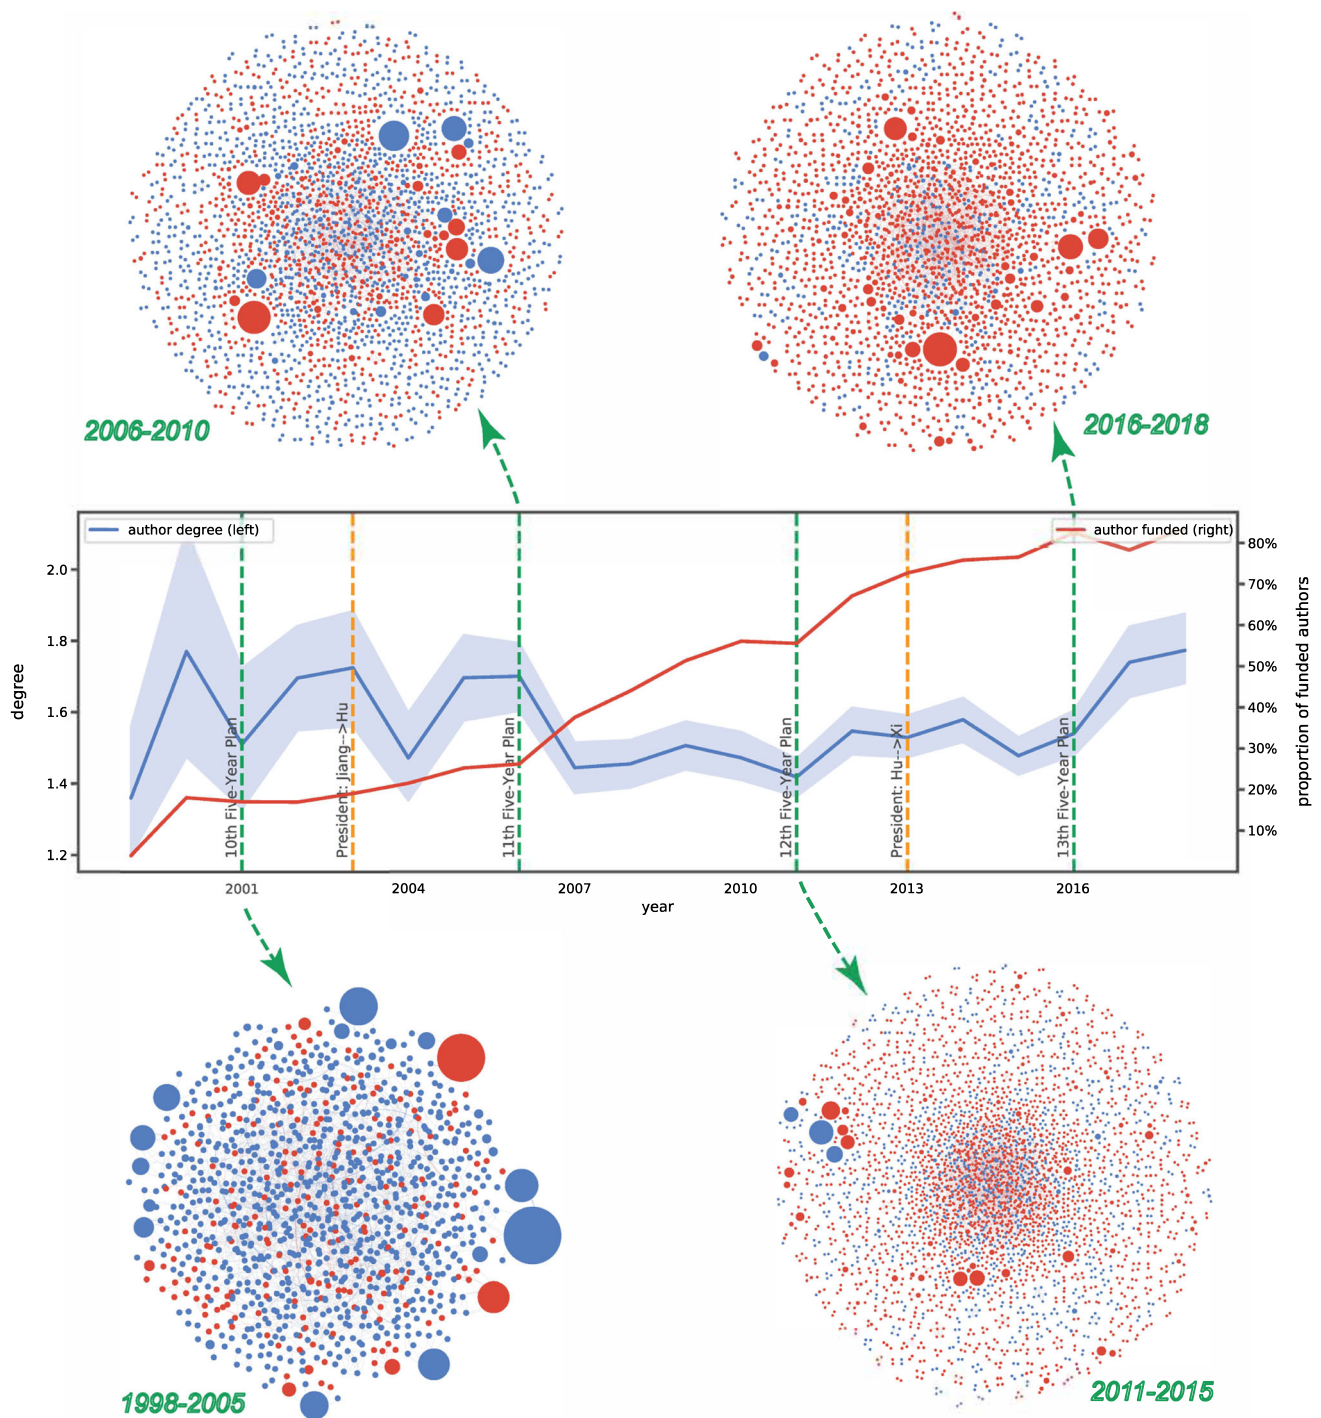 2006-2010
2016-2018
author degree (left)
author funded (right)
2.0
1.8
1.6
1.4
1.2
degree
80%
70%
60%
50%
40%
30%
20%
10%
proportion of funded authors
10th Five-Year Plan
President: Jiang-->Hu
11th Five-Year Plan
12th Five-Year Plan
President: Hu-->Xi
13th Five-Year Plan
2001
2004
2007
2010
2013
2016
year
1998-2005
2011-2015